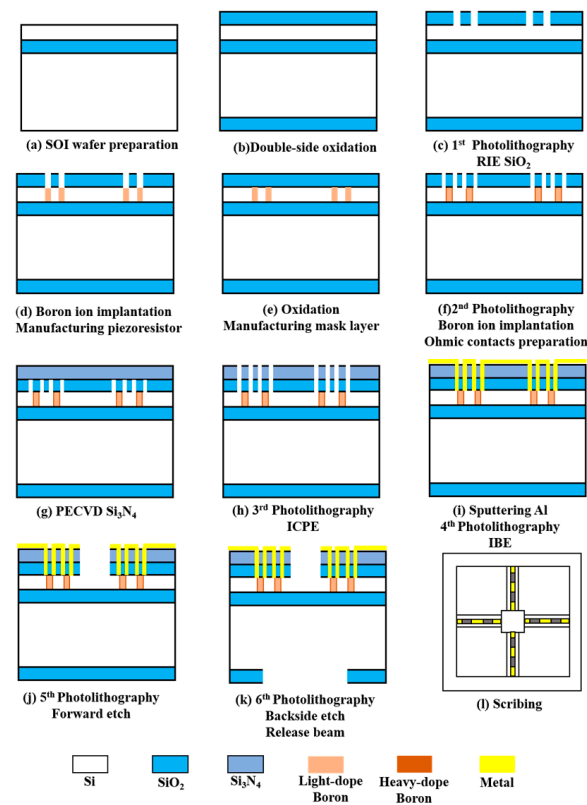 (a) SOI wafer preparation
(b)Double-side oxidation
(c) 1st Photolithography
RIE SiO2
(d) Boron ion implantation
Manufacturing piezoresistor
(e) Oxidation
Manufacturing mask layer
(f)2nd Photolithography
Boron ion implantation
Ohmic contacts preparation
(g) PECVD Si3N4
(h) 3rd Photolithography
ICPE
(i) Sputtering Al
4th Photolithography
IBE
(j) 5th Photolithography
Forward etch
(k) 6th Photolithography
Backside etch
Release beam
(l) Scribing
Si
SiO2
Si3N4
Light-dope
Boron
Heavy-dope
Boron
Metal